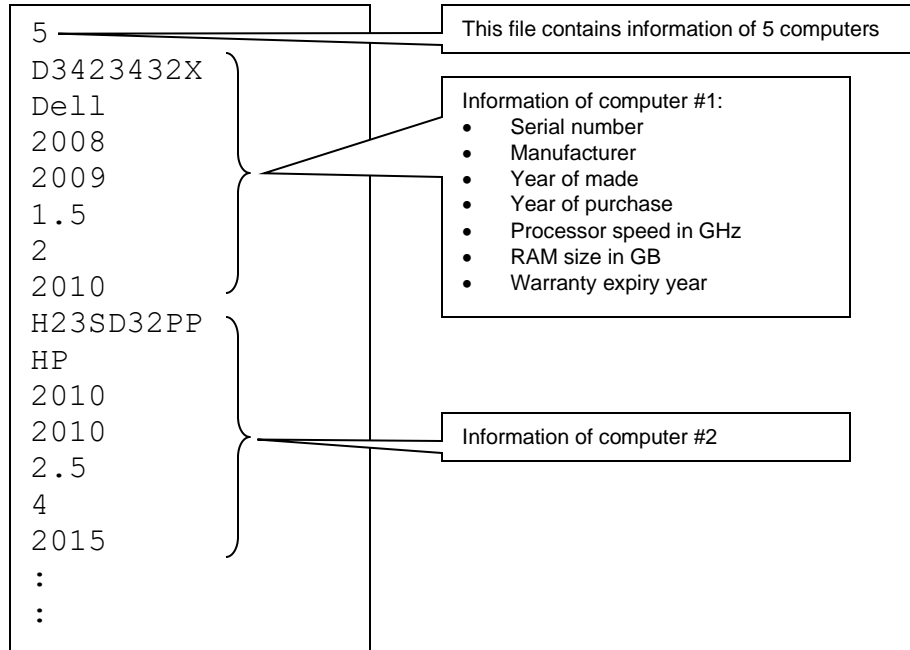 5
D3423432X
Dell
2008
2009
1.5
2
2010
H23SD32PP
HP
2010
2010
2.5
4
2015
:
:
This file contains information of 5 computers
Information of computer #1:
• Serial number
• Manufacturer
• Year of made
• Year of purchase
• Processor speed in GHz
• RAM size in GB
• Warranty expiry year
Information of computer #2